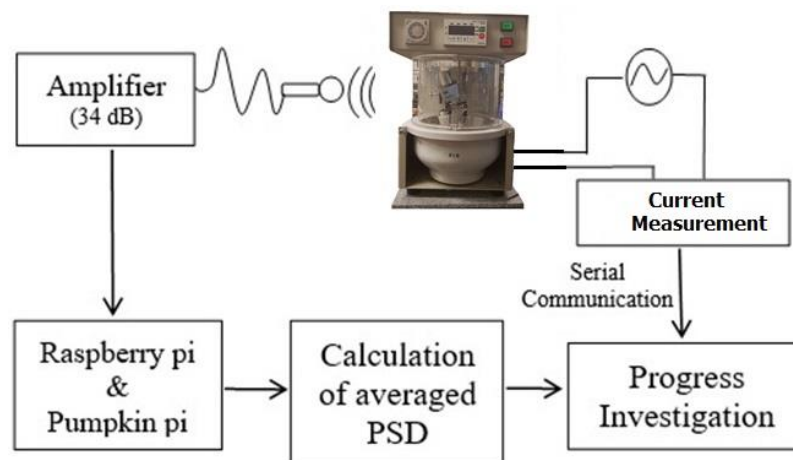 Amplifier
(34 dB)
Current
Measurement
Serial
Communication
Raspberry pi
&
Pumpkin pi
Calculation
of averaged
PSD
Progress
Investigation